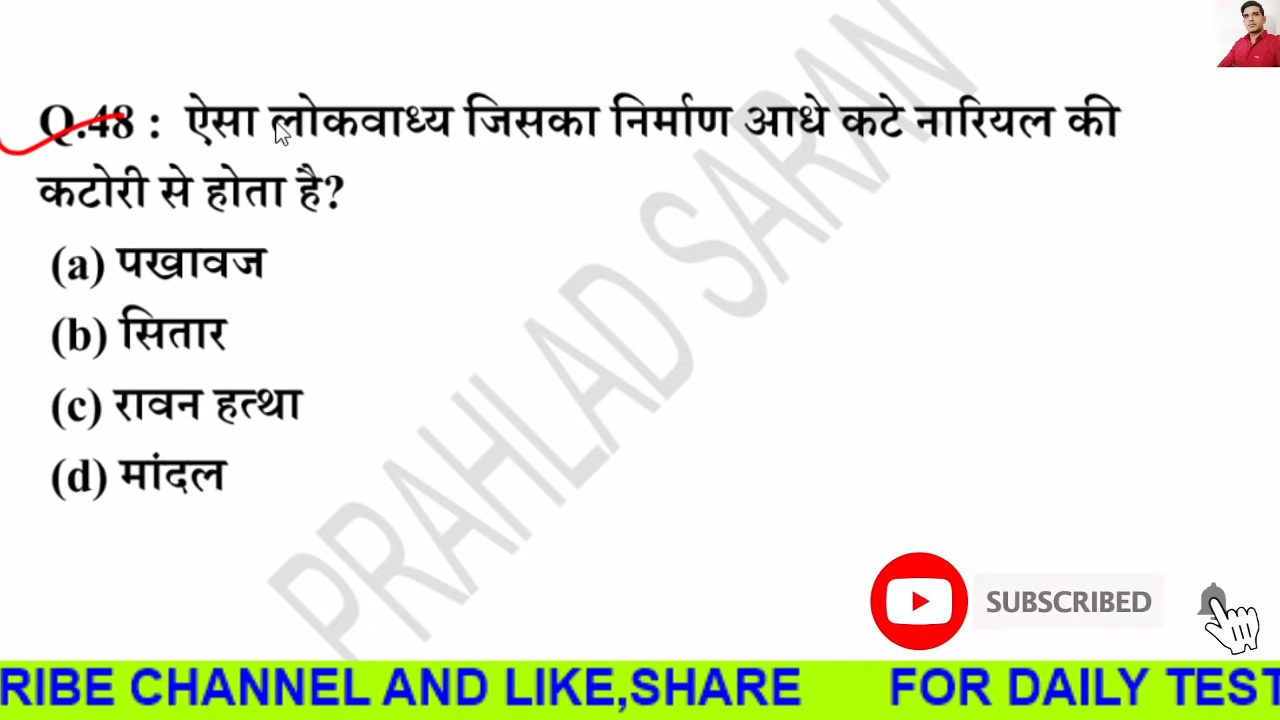 Q.48 : ऐसा लोकवाध्य जिसका निर्माण आधे कटे नारियल की
कटोरी से होता है?
(a) पखावज
(b) सितार
(c) रावन हत्था
(d) मांदल
PRAHLAD SARAN
SUBSCRIBED
RIBE CHANNEL AND LIKE,SHARE FOR DAILY TEST